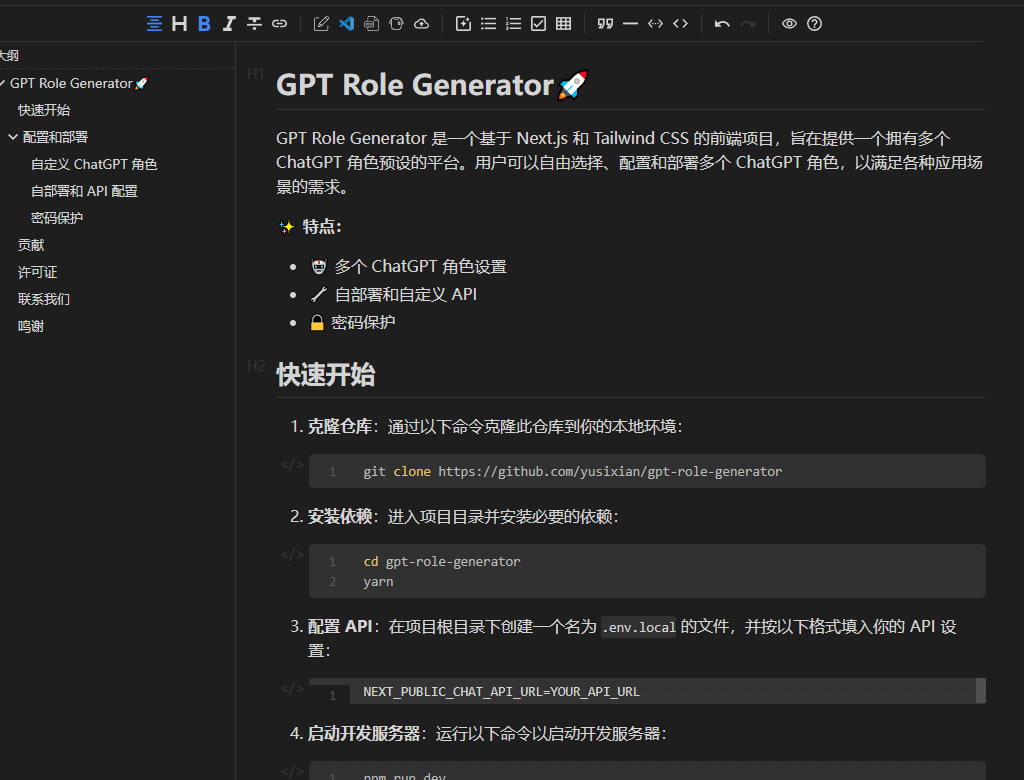 大纲
GPT Role Generator🚀
快速开始
配置和部署
自定义 ChatGPT 角色
自部署和 API 配置
密码保护
贡献
许可证
联系我们
鸣谢
H1
GPT Role Generator🚀
GPT Role Generator 是一个基于 Next.js 和 Tailwind CSS 的前端项目，旨在提供一个拥有多个
ChatGPT 角色预设的平台。用户可以自由选择、配置和部署多个 ChatGPT 角色，以满足各种应用场
景的需求。
✨ 特点：
• 🤖 多个 ChatGPT 角色设置
• 🔧 自部署和自定义 API
• 🔒 密码保护
H2
快速开始
1. 克隆仓库：通过以下命令克隆此仓库到你的本地环境：
</>
1 git clone https://github.com/yusixian/gpt-role-generator
2. 安装依赖：进入项目目录并安装必要的依赖：
</>
1 cd gpt-role-generator
2 yarn
3. 配置 API：在项目根目录下创建一个名为 .env.local 的文件，并按以下格式填入你的 API 设
置：
</>
1 NEXT_PUBLIC_CHAT_API_URL=YOUR_API_URL
4. 启动开发服务器：运行以下命令以启动开发服务器：
</>
1 npm run dev